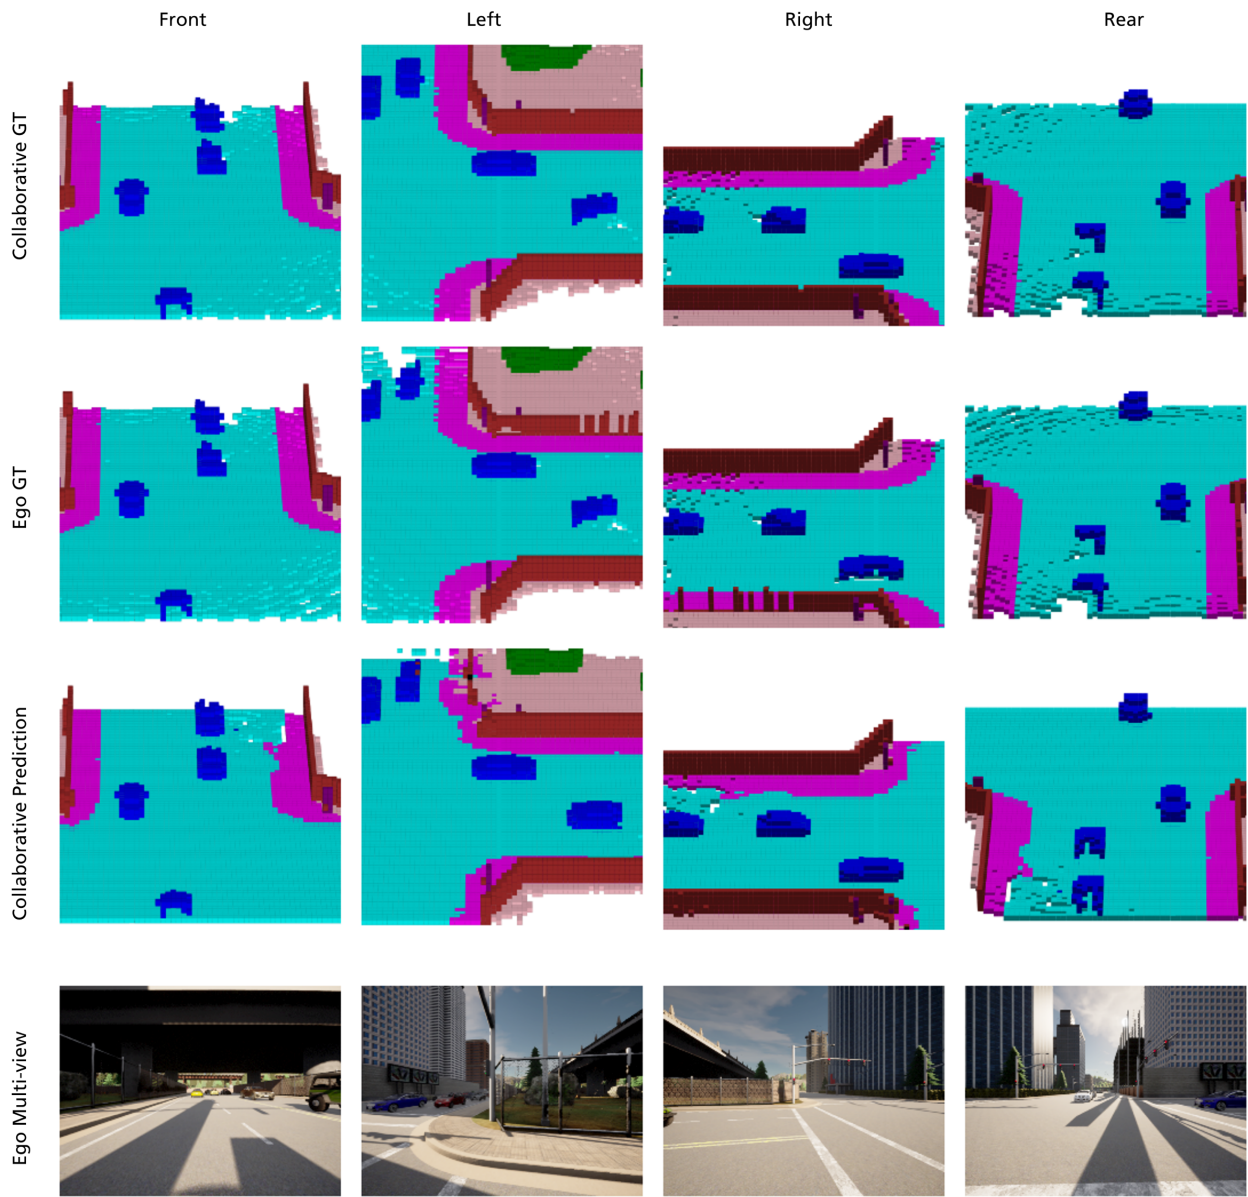 Front
Left
Right
Rear
Collaborative GT
Ego GT
Collaborative Prediction
Ego Multi-view